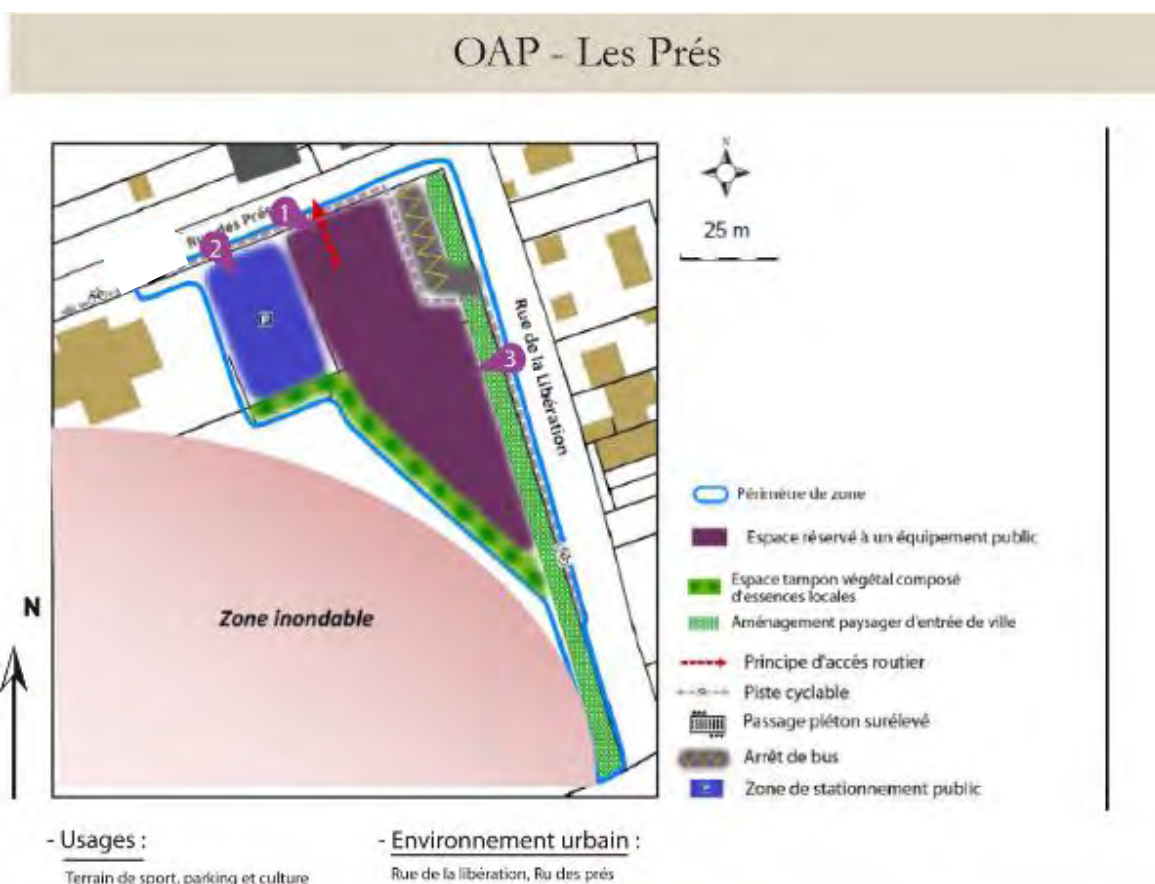 OAP - Les Prés
N
25 m
Rue des Prés
1
2
P
3
Rue de la Libération
Zone inondable
N
Périmètre de zone
Espace réservé à un équipement public
Espace tampon végétal composé
d'essences locales
Aménagement paysager d'entrée de ville
Principe d'accès routier
Piste cyclable
Passage piéton surélevé
Arrêt de bus
P
Zone de stationnement public
- Usages :
Terrain de sport, parking et culture
- Environnement urbain :
Rue de la libération, Ru des prés